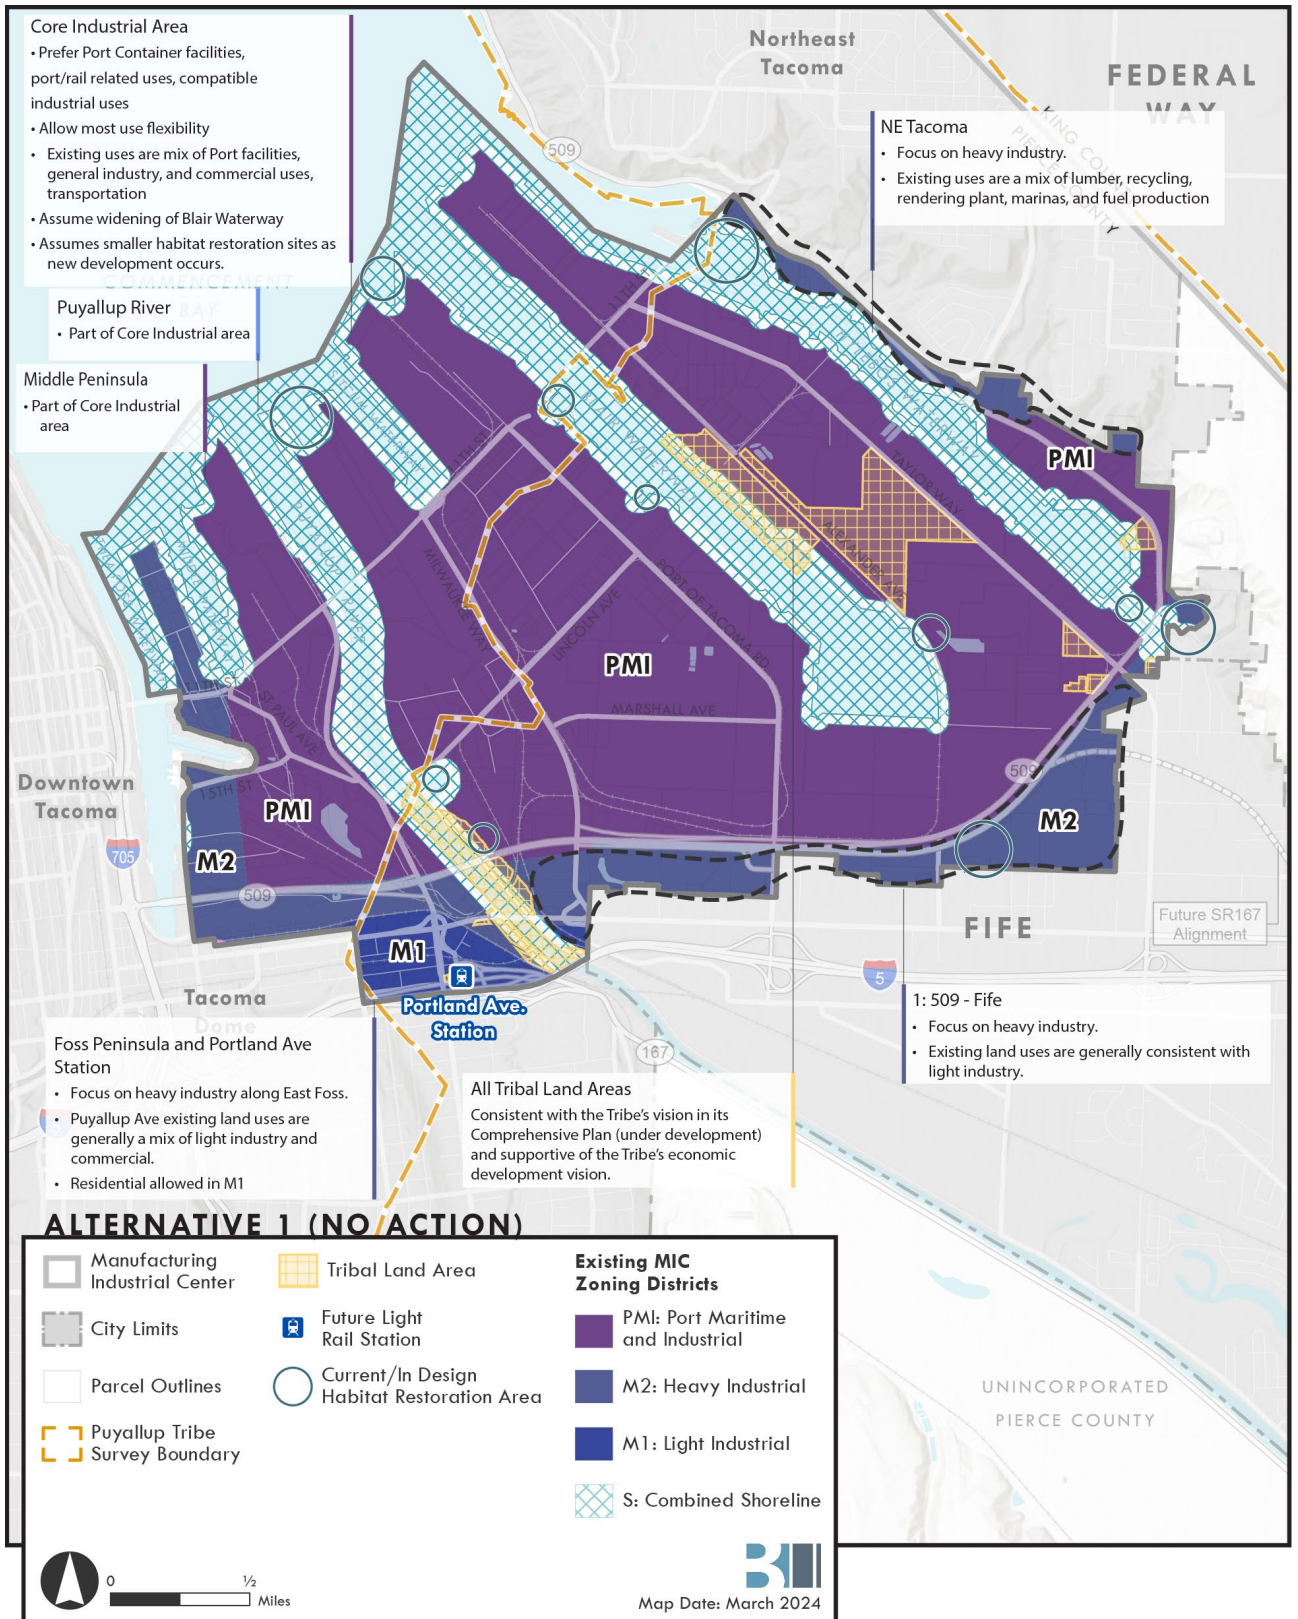 Core Industrial Area
• Prefer Port Container facilities,
port/rail related uses, compatible
industrial uses
• Allow most use flexibility
• Existing uses are mix of Port facilities,
general industry, and commercial uses,
transportation
• Assume widening of Blair Waterway
• Assumes smaller habitat restoration sites as
new development occurs.
COMMENCEMENT
BAY
Puyallup River
• Part of Core Industrial area
Middle Peninsula
• Part of Core Industrial
area
Northeast
Tacoma
FEDERAL
WAY
KING COUNTY
PIERCE COUNTY
509
NE Tacoma
• Focus on heavy industry.
• Existing uses are a mix of lumber, recycling,
rendering plant, marinas, and fuel production
11TH ST
11TH ST
BLAIR WATERWAY
TAYLOR WAY
ALEXANDER AVE
PMI
MILWAUKEE WAY
LINCOLN AVE
PORT OF TACOMA RD
PMI
MARSHALL AVE
11TH ST
ST PAUL AVE
15TH ST
Downtown
Tacoma
705
PMI
M2
509
509
M2
M1
Portland Ave.
Station
FIFE
Future SR167
Alignment
5
167
Tacoma
Dome
Foss Peninsula and Portland Ave
Station
• Focus on heavy industry along East Foss.
• Puyallup Ave existing land uses are
generally a mix of light industry and
commercial.
• Residential allowed in M1
All Tribal Land Areas
Consistent with the Tribe's vision in its
Comprehensive Plan (under development)
and supportive of the Tribe's economic
development vision.
1: 509 - Fife
• Focus on heavy industry.
• Existing land uses are generally consistent with
light industry.
UNINCORPORATED
PIERCE COUNTY
ALTERNATIVE 1 (NO ACTION)
Manufacturing
Industrial Center
City Limits
Parcel Outlines
Puyallup Tribe
Survey Boundary
Tribal Land Area
Future Light
Rail Station
Current/In Design
Habitat Restoration Area
Existing MIC
Zoning Districts
PMI: Port Maritime
and Industrial
M2: Heavy Industrial
M1: Light Industrial
S: Combined Shoreline
0 ½
Miles
Map Date: March 2024